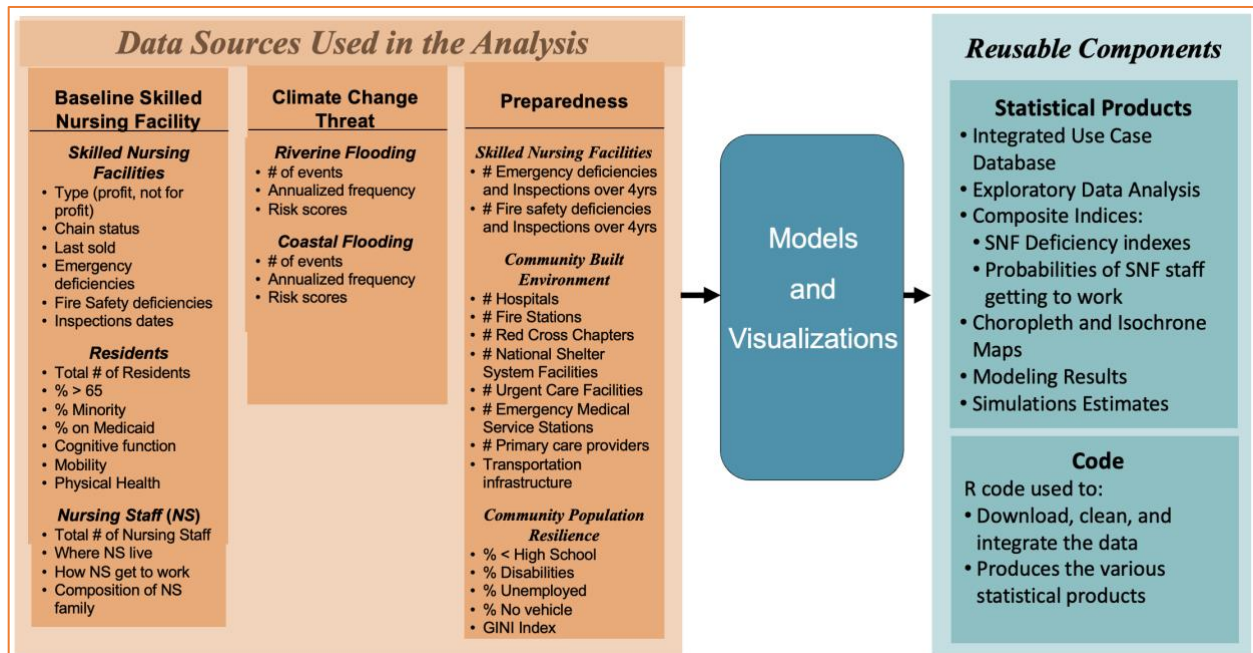 Data Sources Used in the Analysis
Baseline Skilled
Nursing Facility
Skilled Nursing
Facilities
• Type (profit, not for
profit)
• Chain status
• Last sold
• Emergency
deficiencies
• Fire Safety deficiencies
• Inspections dates
Residents
• Total # of Residents
• % > 65
• % Minority
• % on Medicaid
• Cognitive function
• Mobility
• Physical Health
Nursing Staff (NS)
• Total # of Nursing Staff
• Where NS live
• How NS get to work
• Composition of NS
family
Climate Change
Threat
Riverine Flooding
• # of events
• Annualized frequency
• Risk scores
Coastal Flooding
• # of events
• Annualized frequency
• Risk scores
Preparedness
Skilled Nursing Facilities
• # Emergency deficiencies
and Inspections over 4yrs
• # Fire safety deficiencies
and Inspections over 4yrs
Community Built
Environment
• # Hospitals
• # Fire Stations
• # Red Cross Chapters
• # National Shelter
System Facilities
• # Urgent Care Facilities
• # Emergency Medical
Service Stations
• # Primary care providers
• Transportation
infrastructure
Community Population
Resilience
• % < High School
• % Disabilities
• % Unemployed
• % No vehicle
• GINI Index
Models
and
Visualizations
Reusable Components
Statistical Products
• Integrated Use Case
Database
• Exploratory Data Analysis
• Composite Indices:
• SNF Deficiency indexes
• Probabilities of SNF staff
getting to work
• Choropleth and Isochrone
Maps
• Modeling Results
• Simulations Estimates
Code
R code used to:
• Download, clean, and
integrate the data
• Produces the various
statistical products